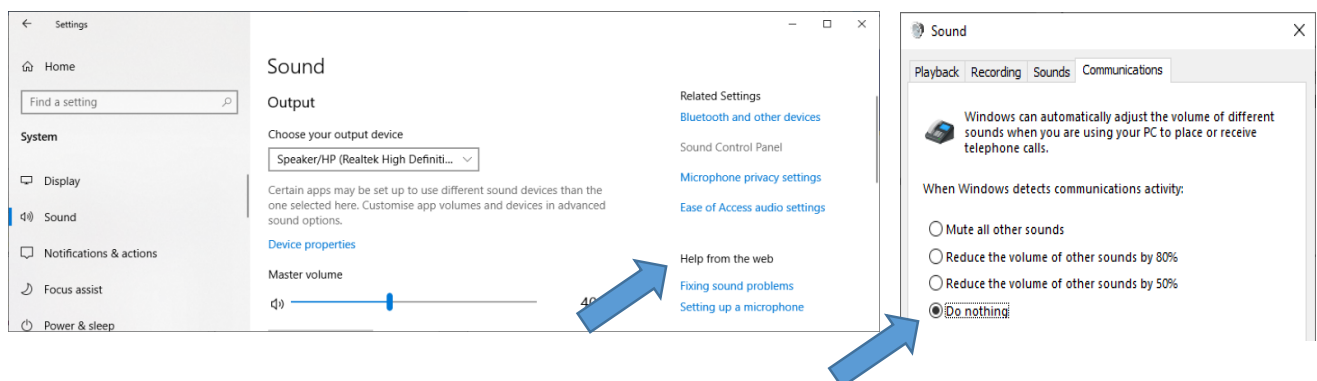 Settings
Home
Find a setting
System
Display
Sound
Notifications & actions
Focus assist
Power & sleep
Sound
Output
Choose your output device
Speaker/HP (Realtek High Definiti...
Certain apps may be set up to use different sound devices than the
one selected here. Customise app volumes and devices in advanced
sound options.
Device properties
Master volume
Related Settings
Bluetooth and other devices
Sound Control Panel
Microphone privacy settings
Ease of Access audio settings
Help from the web
Fixing sound problems
Setting up a microphone
Sound
Playback Recording Sounds Communications
Windows can automatically adjust the volume of different
sounds when you are using your PC to place or receive
telephone calls.
When Windows detects communications activity:
Mute all other sounds
Reduce the volume of other sounds by 80%
Reduce the volume of other sounds by 50%
Do nothing